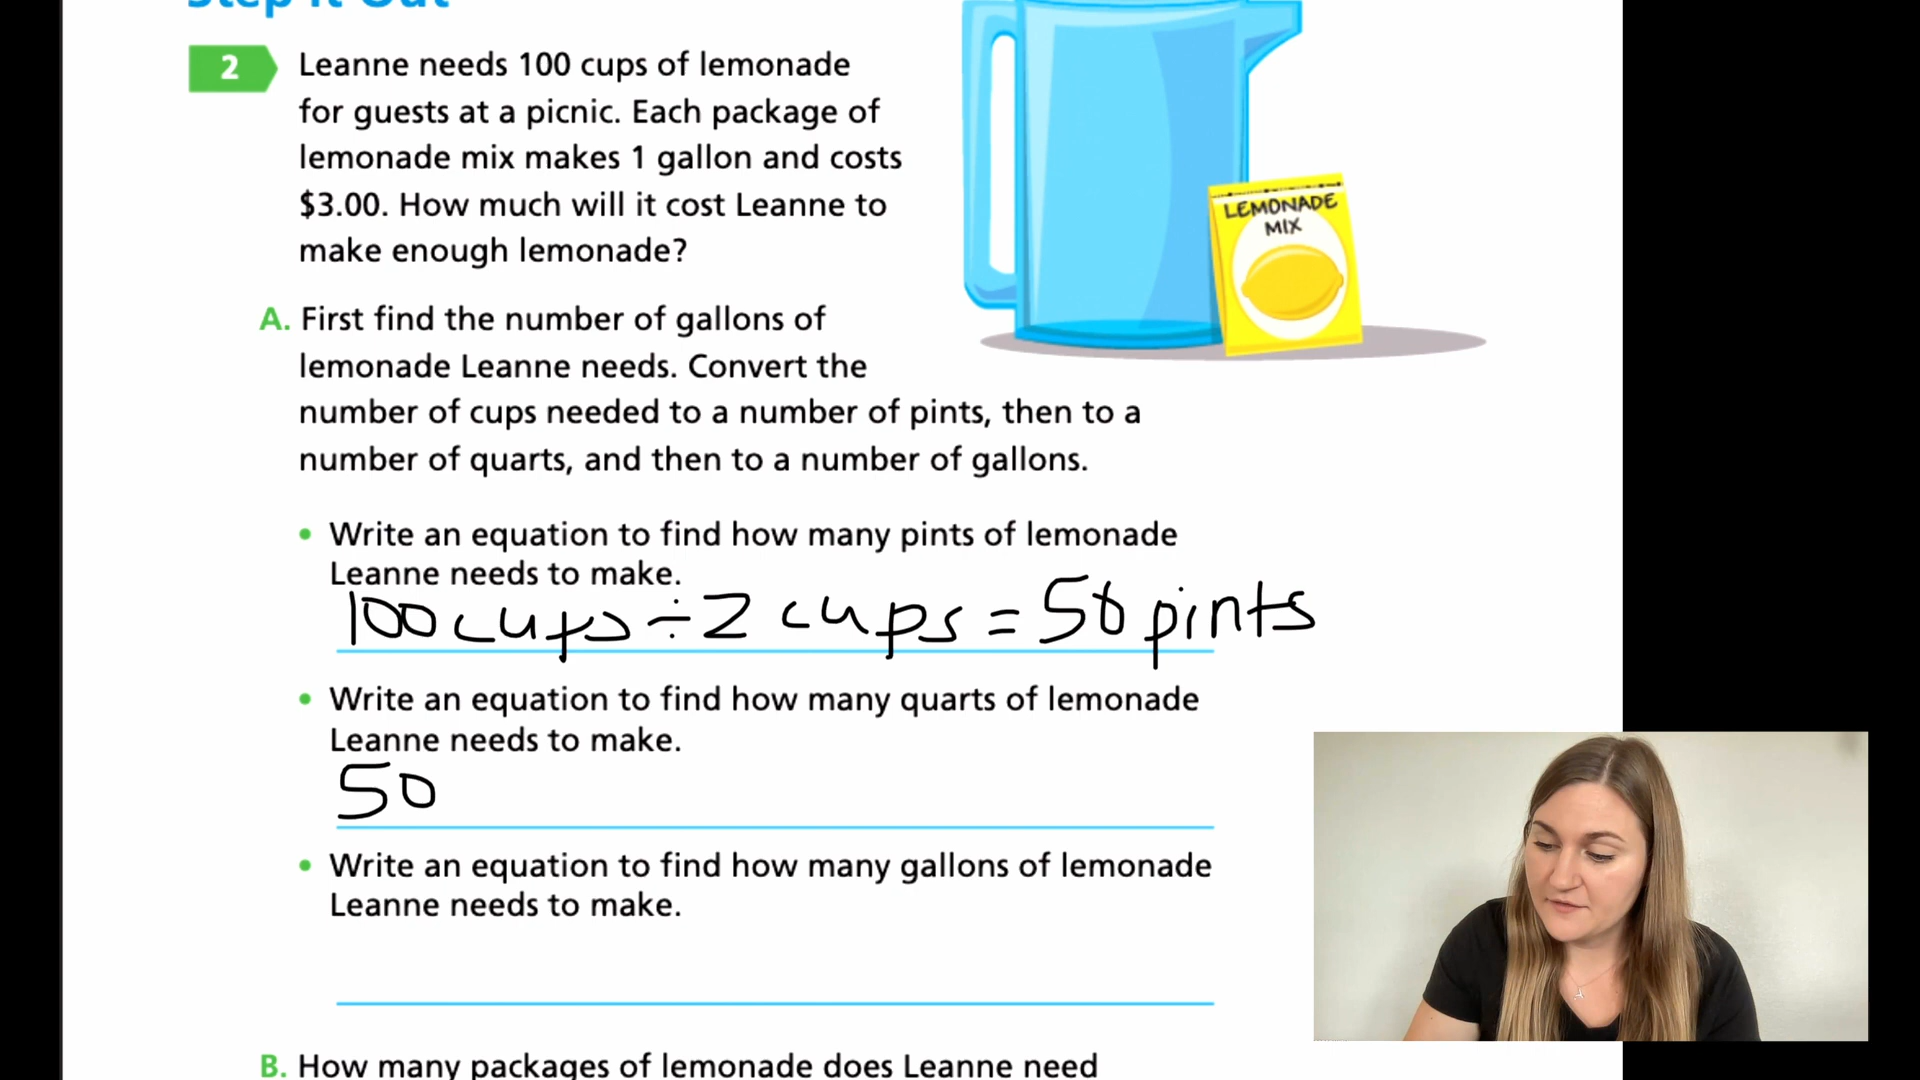 Step It Out
2 Leanne needs 100 cups of lemonade
for guests at a picnic. Each package of
lemonade mix makes 1 gallon and costs
$3.00. How much will it cost Leanne to
make enough lemonade?
LEMONADE
MIX
A. First find the number of gallons of
lemonade Leanne needs. Convert the
number of cups needed to a number of pints, then to a
number of quarts, and then to a number of gallons.
• Write an equation to find how many pints of lemonade
Leanne needs to make.
100 cups ÷ 2 cups = 50 pints
• Write an equation to find how many quarts of lemonade
Leanne needs to make.
50
• Write an equation to find how many gallons of lemonade
Leanne needs to make.
B. How many packages of lemonade does Leanne need